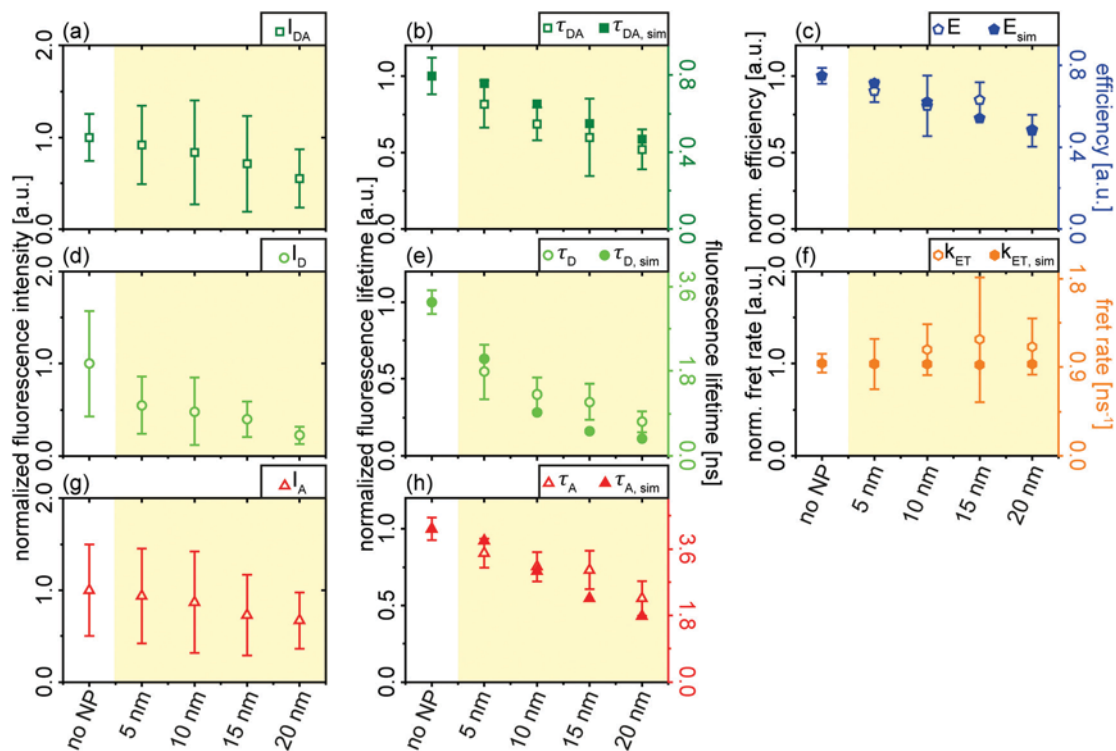 (a)
I_DA
2.0
1.0
0.0
(b)
τ_DA
τ_DA, sim
1.0
0.5
0.0
0.8
0.4
0.0
(c)
E
E_sim
norm. efficiency [a.u.]
1.0
0.5
0.0
0.8
0.4
0.0
efficiency [a.u.]
normalized fluorescence intensity [a.u.]
(d)
I_D
2.0
1.0
0.0
normalized fluorescence lifetime [a.u.]
(e)
τ_D
τ_D, sim
1.0
0.5
0.0
3.6
1.8
0.0
fluorescence lifetime [ns]
(f)
k_ET
k_ET, sim
norm. fret rate [a.u.]
2.0
1.0
0.0
1.8
0.9
0.0
fret rate [ns⁻¹]
no NP
5 nm
10 nm
15 nm
20 nm
(g)
I_A
2.0
1.0
0.0
no NP
5 nm
10 nm
15 nm
20 nm
(h)
τ_A
τ_A, sim
1.0
0.5
0.0
3.6
1.8
0.0
no NP
5 nm
10 nm
15 nm
20 nm